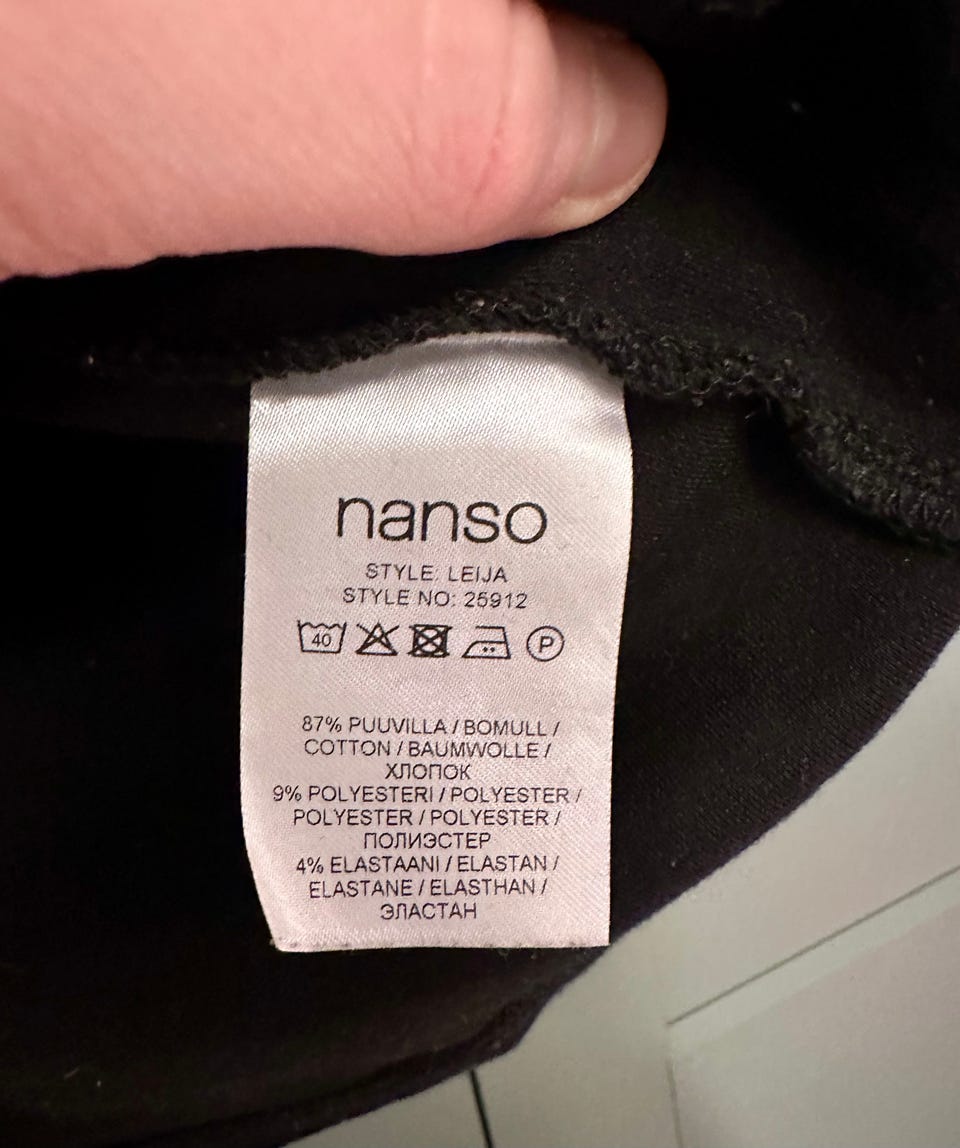 nanso
STYLE: LEIJA
STYLE NO: 25912
40 P
87% PUUVILLA / BOMULL /
COTTON / BAUMWOLLE /
ХЛОПОК
9% POLYESTERI / POLYESTER /
POLYESTER / POLYESTER /
ПОЛИЭСТЕР
4% ELASTAANI / ELASTAN /
ELASTANE / ELASTHAN /
ЭЛАСТАН